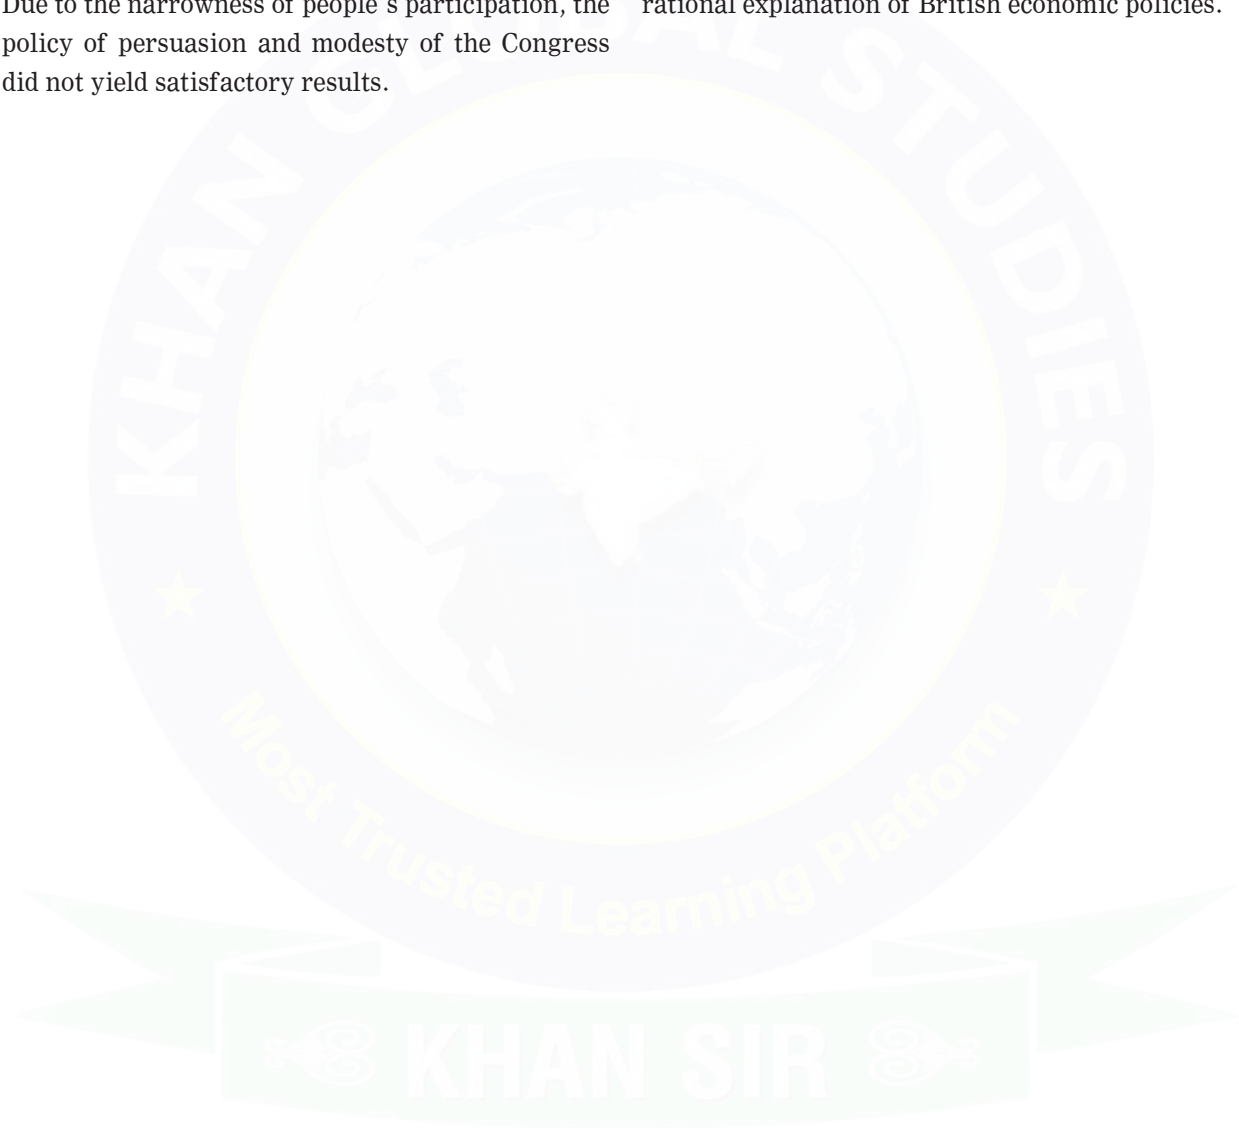 Due to the narrowness of people's participation, the
policy of persuasion and modesty of the Congress
did not yield satisfactory results.
rational explanation of British economic policies.
KHAN GLOBAL STUDIES
Most Trusted Learning Platform
KHAN SIR